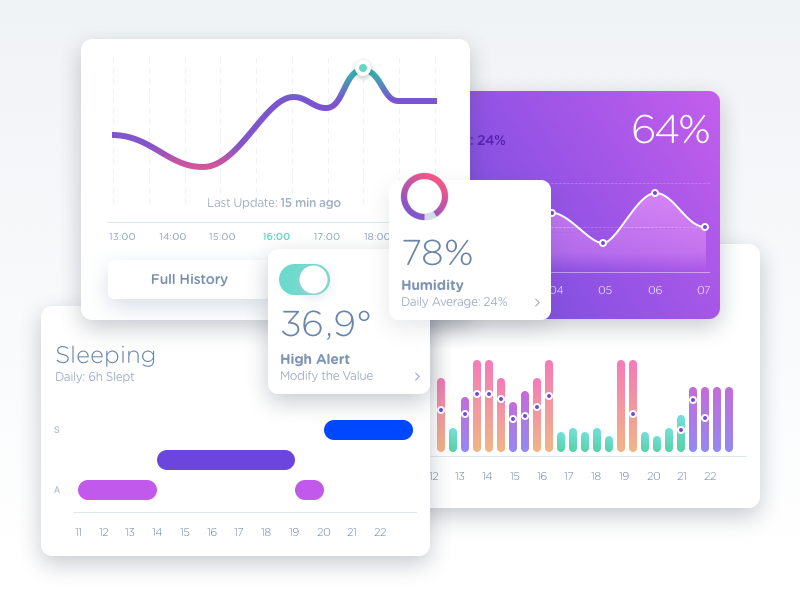 Last Update: 15 min ago
13:00 14:00 15:00 16:00 17:00 18:00
Full History
64%
: 24%
04 05 06 07
78%
Humidity
Daily Average: 24%
36,9°
High Alert
Modify the Value
Sleeping
Daily: 6h Slept
S
A
11 12 13 14 15 16 17 18 19 20 21 22
12 13 14 15 16 17 18 19 20 21 22